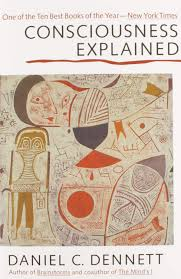 One of the Ten Best Books of the Year—New York Times
CONSCIOUSNESS
EXPLAINED
DANIEL C. DENNETT
Author of Brainstorms and coauthor of The Mind's I